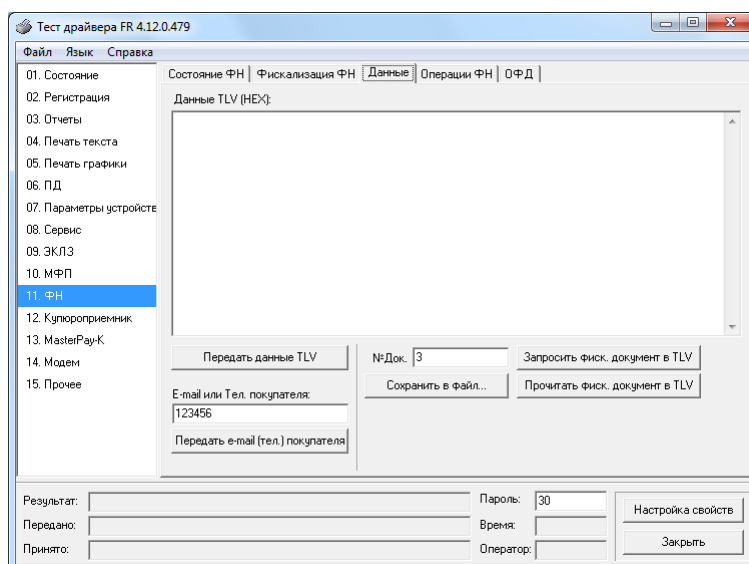 Тест драйвера FR 4.12.0.479
Файл Язык Справка
01. Состояние
02. Регистрация
03. Отчеты
04. Печать текста
05. Печать графики
06. ПД
07. Параметры устройств
08. Сервис
09. ЭКЛЗ
10. МФП
11. ФН
12. Купюроприемник
13. MasterPay-K
14. Модем
15. Прочее
Состояние ФН Фискализация ФН Данные Операции ФН ОФД
Данные TLV (HEX):
Передать данные TLV
№Док. 3
Запросить фиск. документ в TLV
Сохранить в файл...
Прочитать фиск. документ в TLV
E-mail или Тел. покупателя:
123456
Передать e-mail (тел.) покупателя
Результат:
Передано:
Принято:
Пароль: 30
Время:
Оператор:
Настройка свойств
Закрыть